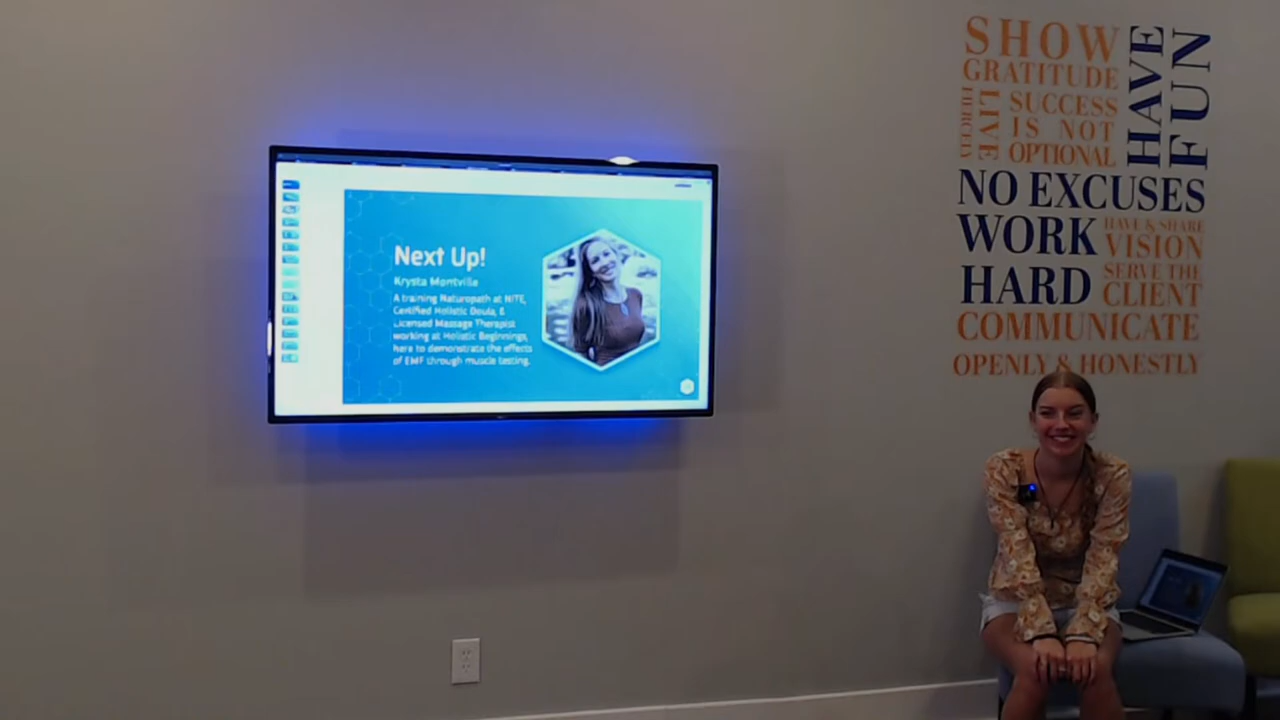 Next Up!
Krysta Montville
A training Naturopath at NITE,
Certified Holistic Doula, &
Licensed Massage Therapist
working at Holistic Beginnings,
here to demonstrate the effects
of EMF through muscle testing.
SHOW
GRATITUDE
LIVE
SUCCESS
IS NOT
OPTIONAL
HAVE
FUN
NO EXCUSES
WORK
HARD
HAVE & SHARE
VISION
SERVE THE
CLIENT
COMMUNICATE
OPENLY & HONESTLY